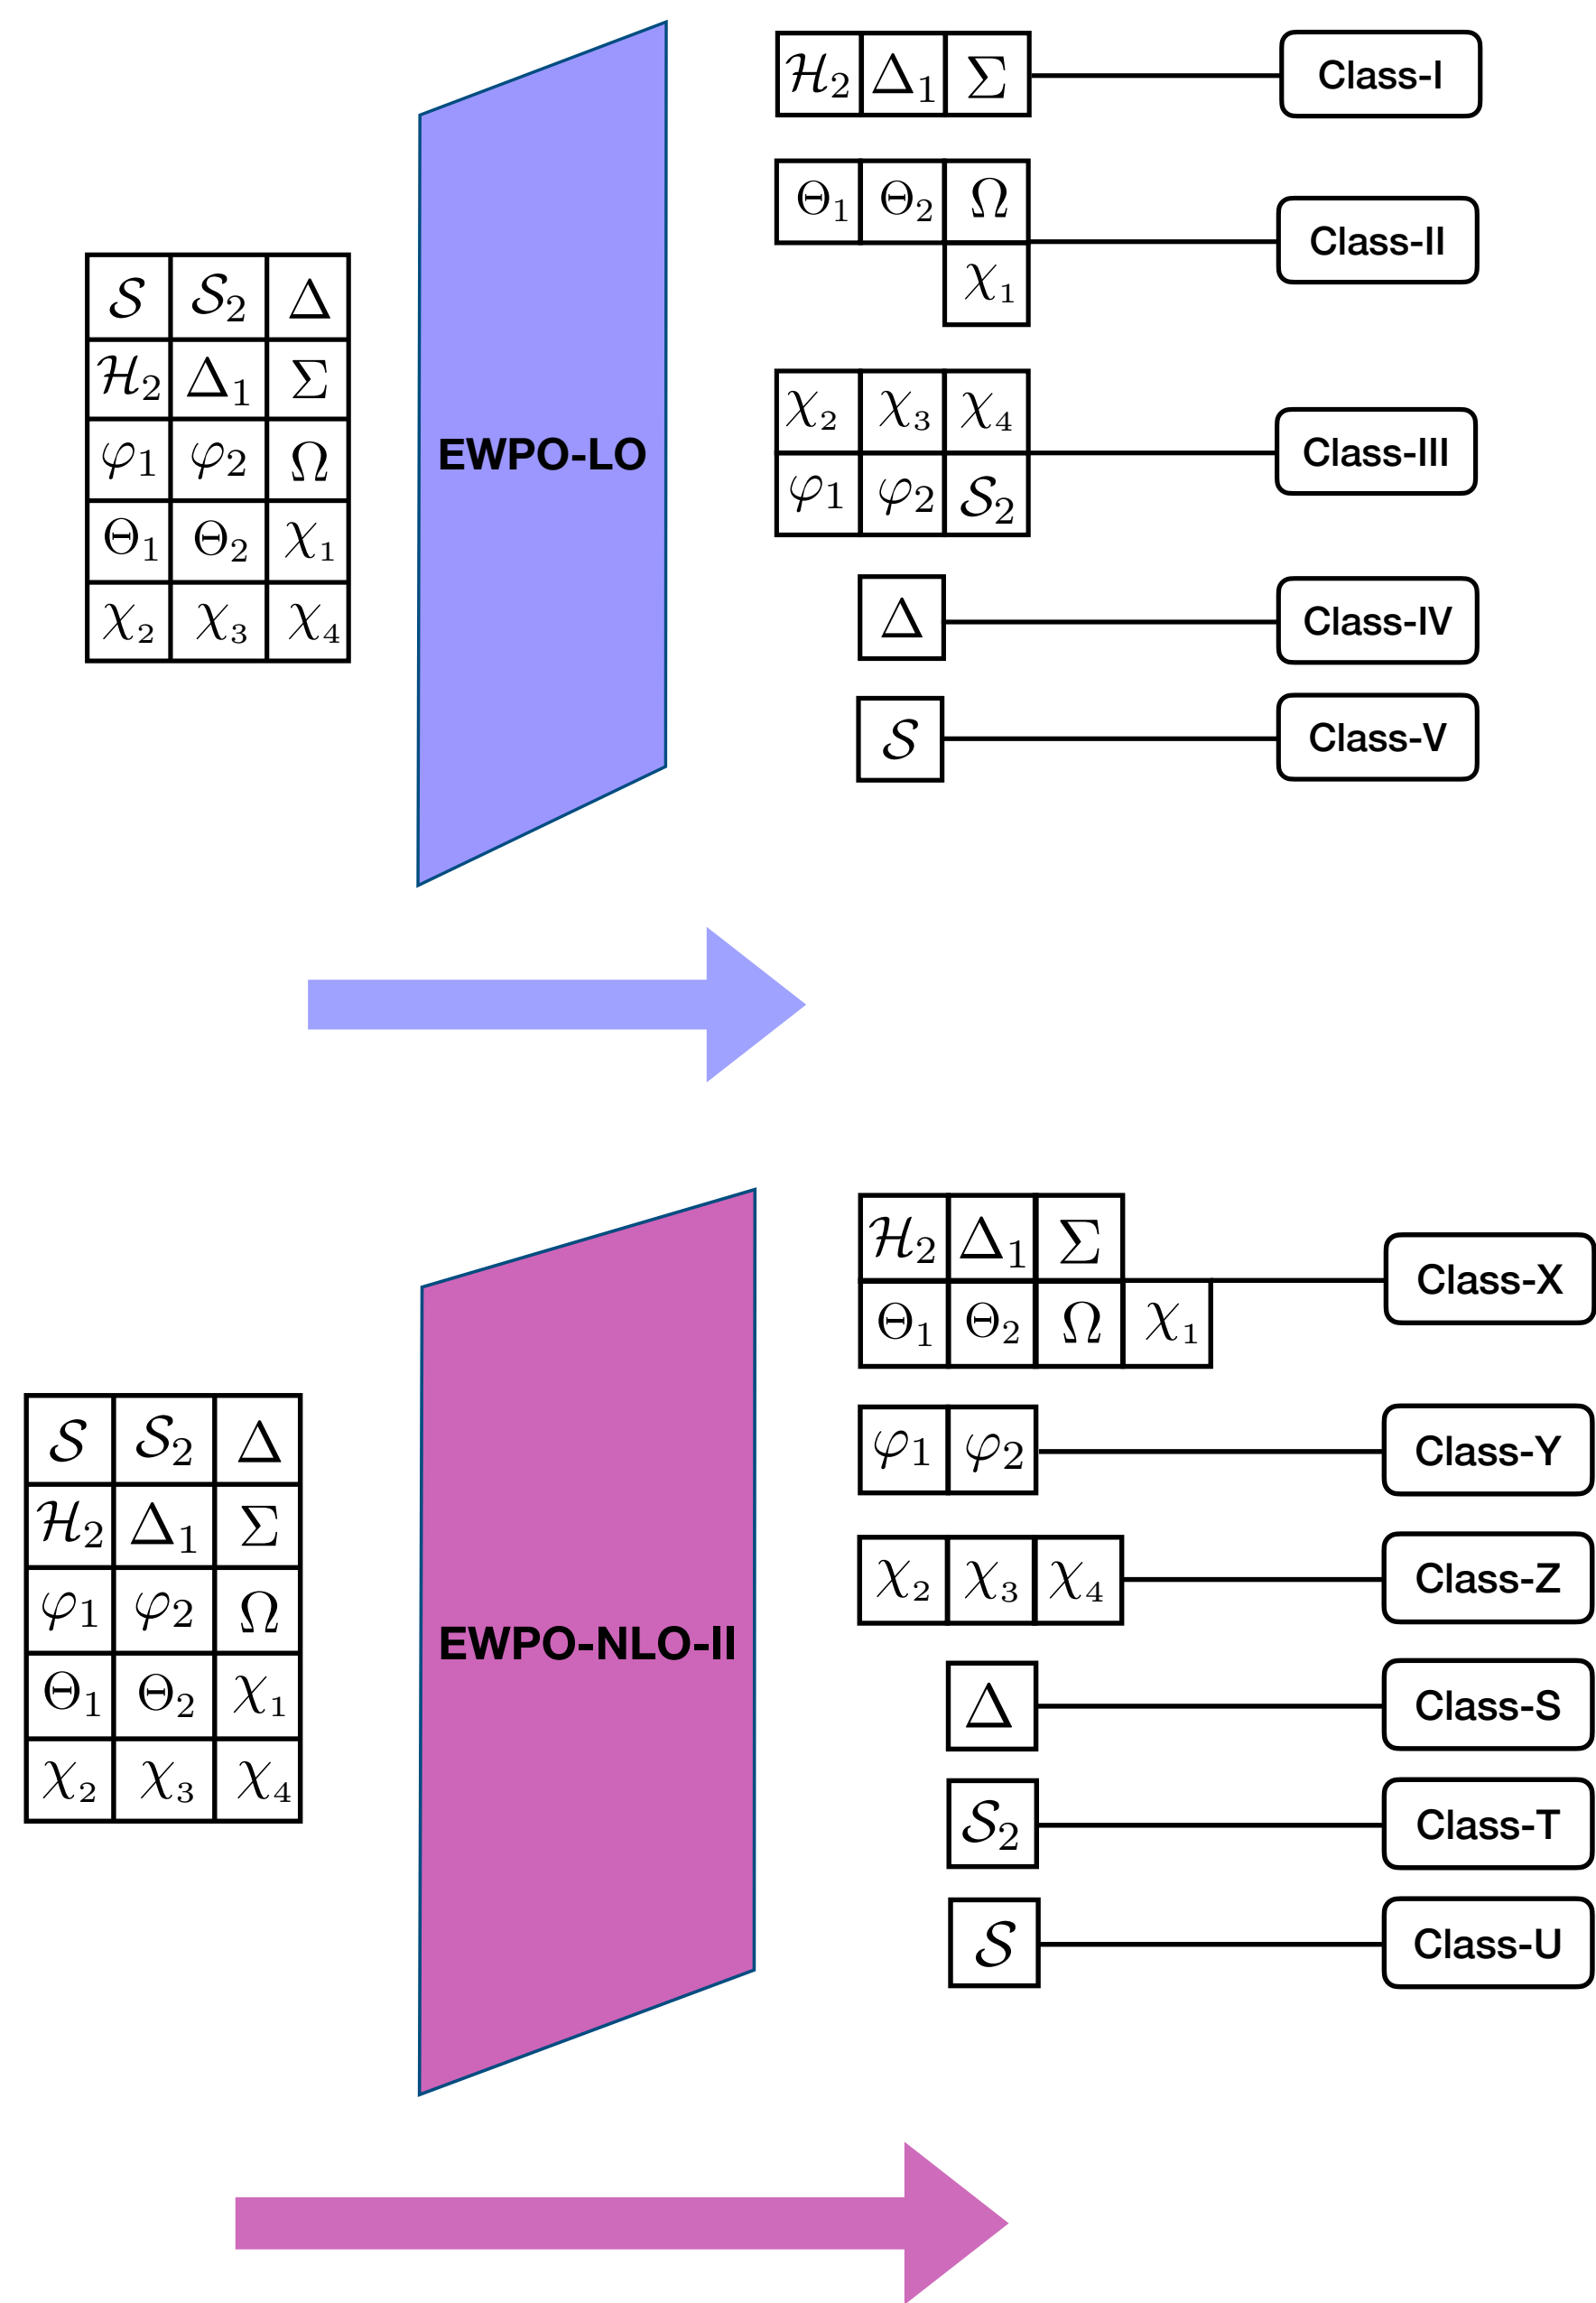 𝒮 𝒮₂ Δ
ℋ₂ Δ₁ Σ
φ₁ φ₂ Ω
Θ₁ Θ₂ χ₁
χ₂ χ₃ χ₄
EWPO-LO
ℋ₂ Δ₁ Σ Class-I
Θ₁ Θ₂ Ω
χ₁
Class-II
χ₂ χ₃ χ₄
φ₁ φ₂ 𝒮₂
Class-III
Δ Class-IV
𝒮 Class-V
𝒮 𝒮₂ Δ
ℋ₂ Δ₁ Σ
φ₁ φ₂ Ω
Θ₁ Θ₂ χ₁
χ₂ χ₃ χ₄
EWPO-NLO-II
ℋ₂ Δ₁ Σ
Θ₁ Θ₂ Ω χ₁
Class-X
φ₁ φ₂ Class-Y
χ₂ χ₃ χ₄ Class-Z
Δ Class-S
𝒮₂ Class-T
𝒮 Class-U